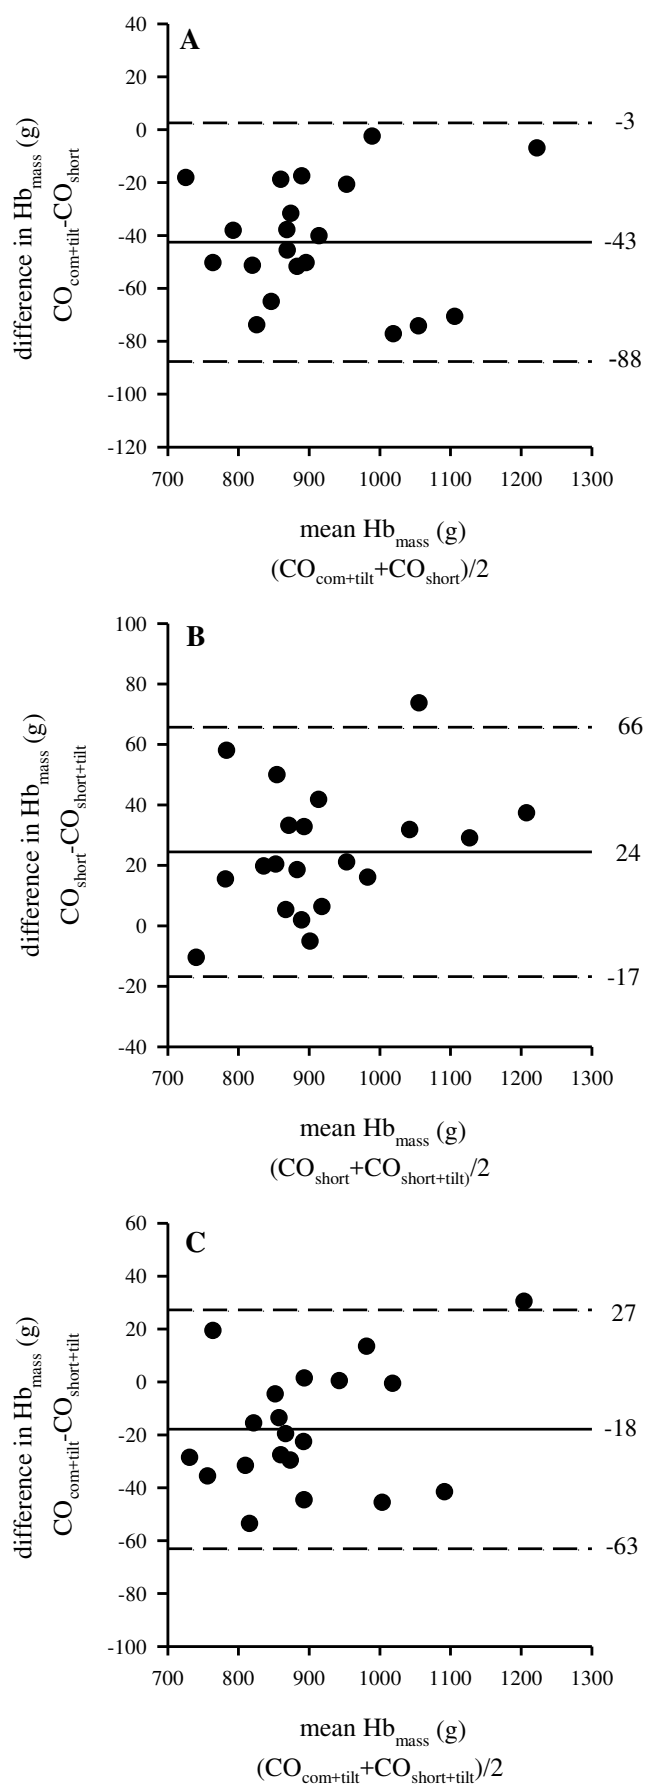 A
40
20
0
-20
-40
-60
-80
-100
-120
-3
-43
-88
difference in Hbmass (g)
COcom+tilt-COshort
700 800 900 1000 1100 1200 1300
mean Hbmass (g)
(COcom+tilt+COshort)/2
B
100
80
60
40
20
0
-20
-40
66
24
-17
difference in Hbmass (g)
COshort-COshort+tilt
700 800 900 1000 1100 1200 1300
mean Hbmass (g)
(COshort+COshort+tilt)/2
C
60
40
20
0
-20
-40
-60
-80
-100
27
-18
-63
difference in Hbmass (g)
COcom+tilt-COshort+tilt
700 800 900 1000 1100 1200 1300
mean Hbmass (g)
(COcom+tilt+COshort+tilt)/2